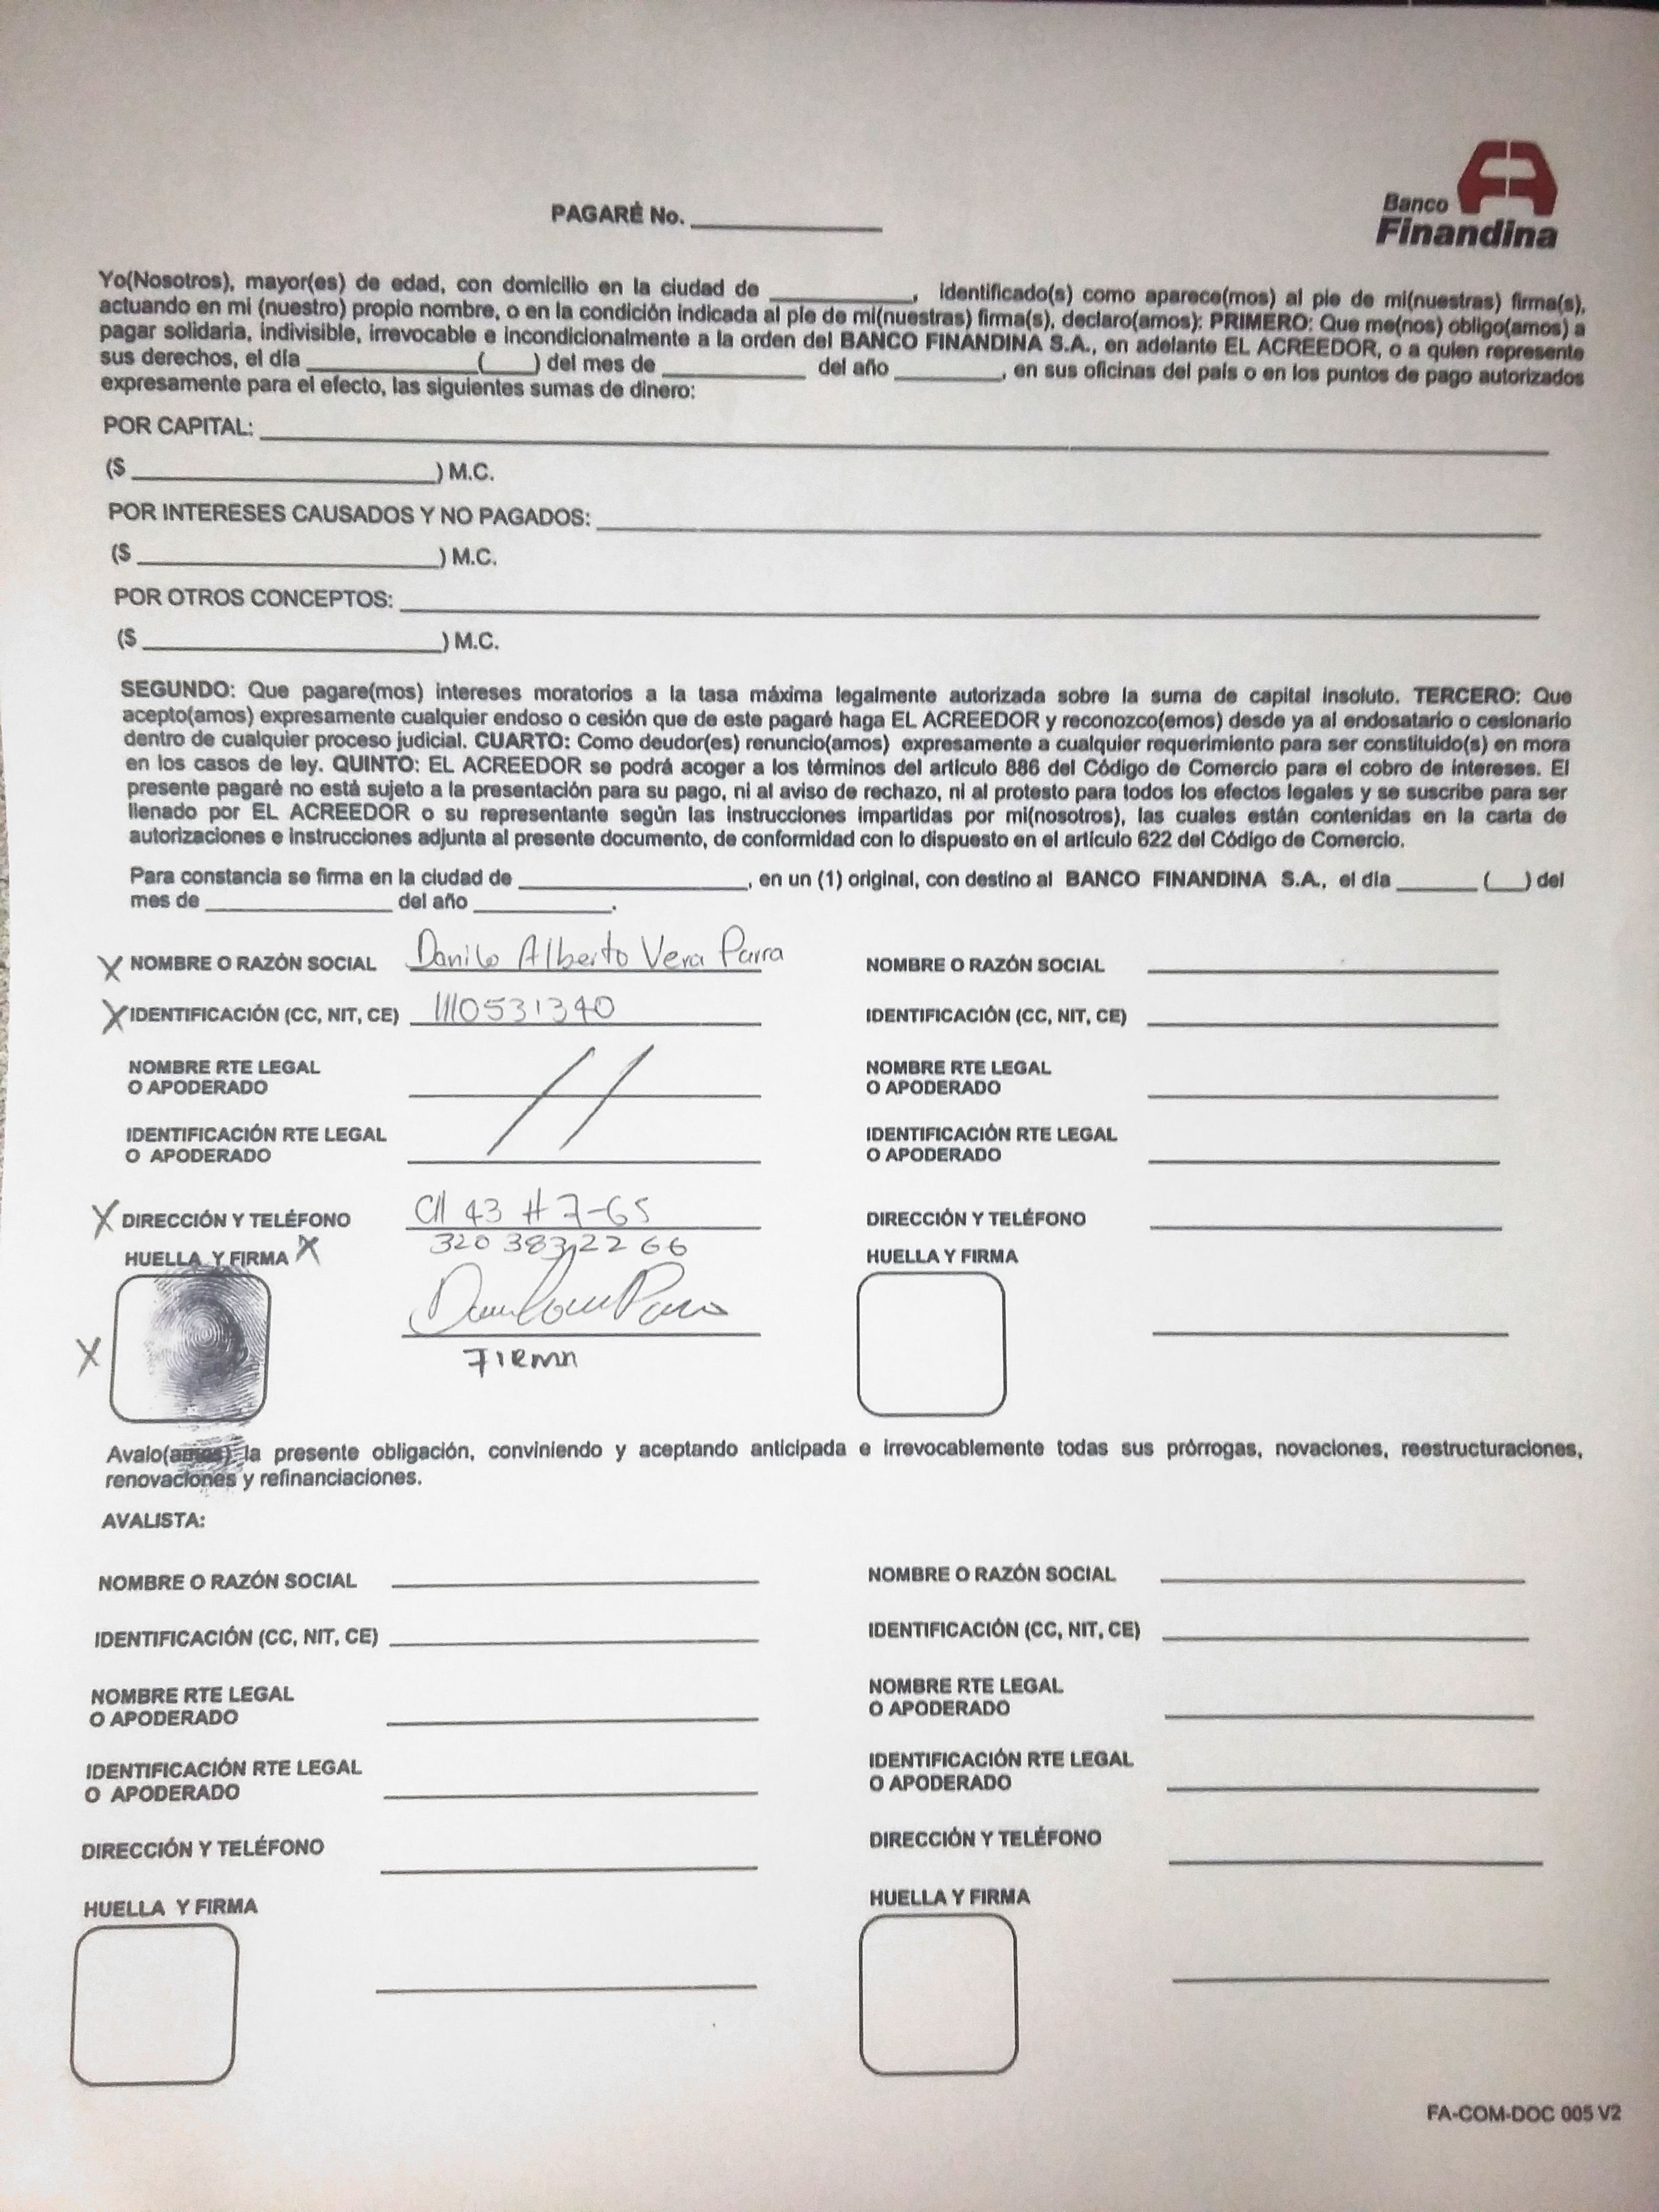 Banco
Finandina
PAGARÉ No. ____________
Yo(Nosotros), mayor(es) de edad, con domicilio en la ciudad de ____________, identificado(s) como aparece(mos) al pie de mi(nuestras) firma(s),
actuando en mi (nuestro) propio nombre, o en la condición indicada al pie de mi(nuestras) firma(s), declaro(amos): PRIMERO: Que me(nos) obligo(amos) a
pagar solidaria, indivisible, irrevocable e incondicionalmente a la orden del BANCO FINANDINA S.A., en adelante EL ACREEDOR, o a quien represente
sus derechos, el día ____________(____) del mes de ____________ del año _________, en sus oficinas del país o en los puntos de pago autorizados
expresamente para el efecto, las siguientes sumas de dinero:
POR CAPITAL: ____________
($ ____________) M.C.
POR INTERESES CAUSADOS Y NO PAGADOS: ____________
($ ____________) M.C.
POR OTROS CONCEPTOS: ____________
($ ____________) M.C.
SEGUNDO: Que pagare(mos) intereses moratorios a la tasa máxima legalmente autorizada sobre la suma de capital insoluto. TERCERO: Que
acepto(amos) expresamente cualquier endoso o cesión que de este pagaré haga EL ACREEDOR y reconozco(emos) desde ya al endosatario o cesionario
dentro de cualquier proceso judicial. CUARTO: Como deudor(es) renuncio(amos) expresamente a cualquier requerimiento para ser constituido(s) en mora
en los casos de ley. QUINTO: EL ACREEDOR se podrá acoger a los términos del artículo 886 del Código de Comercio para el cobro de intereses. El
presente pagaré no está sujeto a la presentación para su pago, ni al aviso de rechazo, ni al protesto para todos los efectos legales y se suscribe para ser
llenado por EL ACREEDOR o su representante según las instrucciones impartidas por mi(nosotros), las cuales están contenidas en la carta de
autorizaciones e instrucciones adjunta al presente documento, de conformidad con lo dispuesto en el artículo 622 del Código de Comercio.
Para constancia se firma en la ciudad de ____________, en un (1) original, con destino al BANCO FINANDINA S.A., el día ______ (___) del
mes de ____________ del año _________.
X NOMBRE O RAZÓN SOCIAL Danilo Alberto Vera Parra NOMBRE O RAZÓN SOCIAL
X IDENTIFICACIÓN (CC, NIT, CE) 1110531340 IDENTIFICACIÓN (CC, NIT, CE)
NOMBRE RTE LEGAL NOMBRE RTE LEGAL
O APODERADO O APODERADO
IDENTIFICACIÓN RTE LEGAL // IDENTIFICACIÓN RTE LEGAL
O APODERADO O APODERADO
X DIRECCIÓN Y TELÉFONO Cll 43 # 7-65 DIRECCIÓN Y TELÉFONO
320 383 22 66
HUELLA Y FIRMA X HUELLA Y FIRMA
X
Firma
Avalo(amos) la presente obligación, conviniendo y aceptando anticipada e irrevocablemente todas sus prórrogas, novaciones, reestructuraciones,
renovaciones y refinanciaciones.
AVALISTA:
NOMBRE O RAZÓN SOCIAL NOMBRE O RAZÓN SOCIAL
IDENTIFICACIÓN (CC, NIT, CE) IDENTIFICACIÓN (CC, NIT, CE)
NOMBRE RTE LEGAL NOMBRE RTE LEGAL
O APODERADO O APODERADO
IDENTIFICACIÓN RTE LEGAL IDENTIFICACIÓN RTE LEGAL
O APODERADO O APODERADO
DIRECCIÓN Y TELÉFONO DIRECCIÓN Y TELÉFONO
HUELLA Y FIRMA HUELLA Y FIRMA
FA-COM-DOC 005 V2